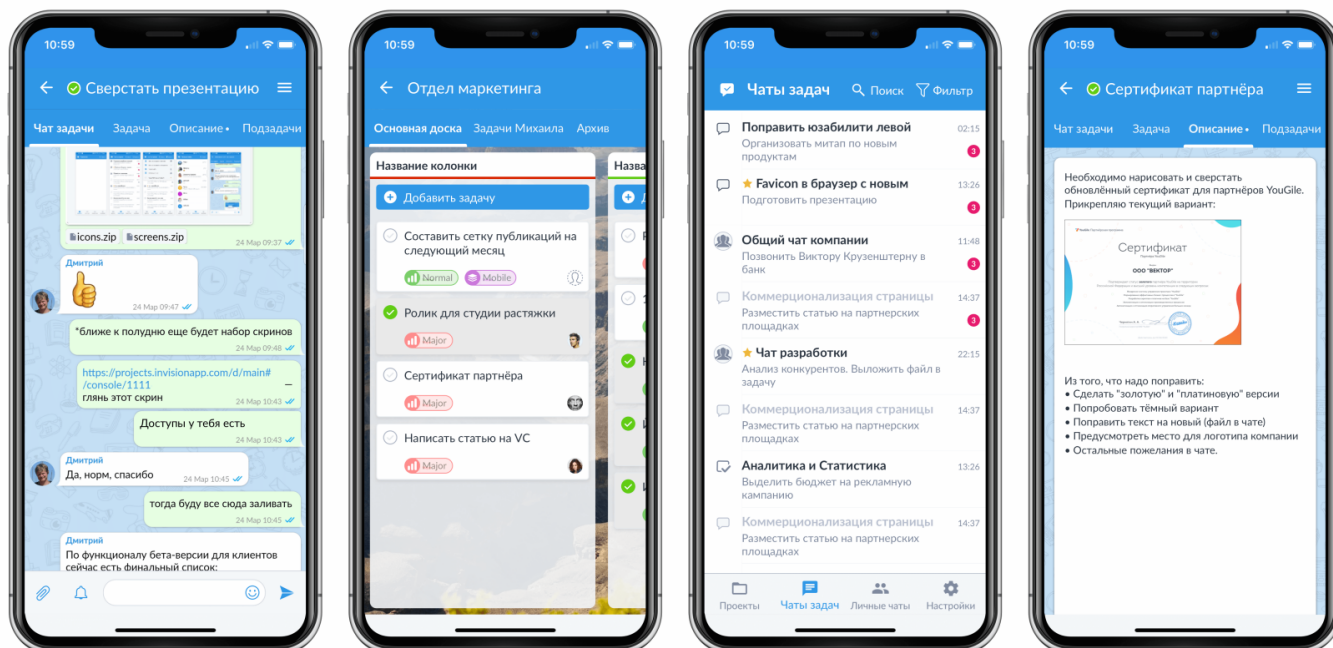 10:59
Сверстать презентацию
Чат задачи Задача Описание • Подзадачи
icons.zip screens.zip
24 Мар 09:37
Дмитрий
24 Мар 09:47
*ближе к полудню еще будет набор скринов
24 Мар 09:48
https://projects.invisionapp.com/d/main#
/console/1111 —
глянь этот скрин
24 Мар 10:43
Доступы у тебя есть
24 Мар 10:43
Дмитрий
Да, норм, спасибо
24 Мар 10:45
тогда буду все сюда заливать
24 Мар 10:45
Дмитрий
По функционалу бета-версии для клиентов
сейчас есть финальный список:
10:59
Отдел маркетинга
Основная доска Задачи Михаила Архив
Название колонки
Добавить задачу
Составить сетку публикаций на
следующий месяц
Normal Mobile
Ролик для студии растяжки
Major
Сертификат партнёра
Major
Написать статью на VC
Major
Назва
10:59
Чаты задач Поиск Фильтр
Поправить юзабилити левой 02:15
Организовать митап по новым 3
продуктам
Favicon в браузер с новым 13:26
Подготовить презентацию 3
Общий чат компании 11:48
Позвонить Виктору Крузенштерну в 3
банк
Коммерционализация страницы 14:37
Разместить статью на партнерских 3
площадках
Чат разработки 22:15
Анализ конкурентов. Выложить файл в
задачу
Коммерционализация страницы 14:37
Разместить статью на партнерских
площадках
Аналитика и Статистика 13:26
Выделить бюджет на рекламную
кампанию
Коммерционализация страницы 14:37
Разместить статью на партнерских
площадках
Проекты Чаты задач Личные чаты Настройки
10:59
Сертификат партнёра
Чат задачи Задача Описание • Подзадачи
Необходимо нарисовать и сверстать
обновлённый сертификат для партнёров YouGile.
Прикрепляю текущий вариант:
Сертификат
ООО "ВЕКТОР"
Из того, что надо поправить:
• Сделать "золотую" и "платиновую" версии
• Попробовать тёмный вариант
• Поправить текст на новый (файл в чате)
• Предусмотреть место для логотипа компании
• Остальные пожелания в чате.